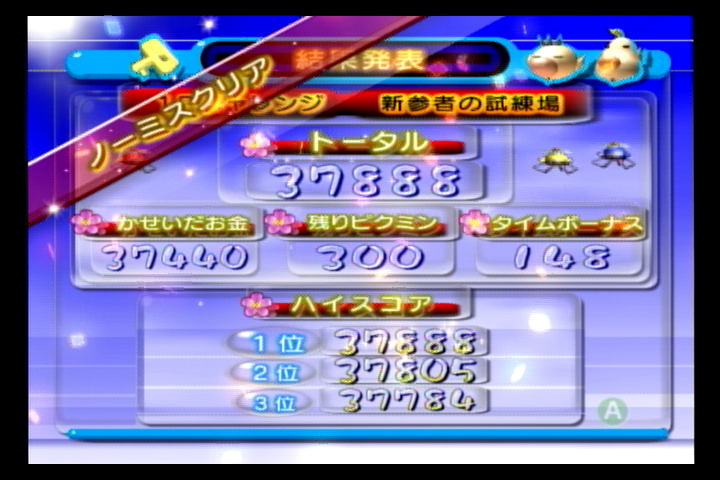 結果発表
ノーミスクリア
チャレンジ 新参者の試練場
トータル
37888
かせいだお金 残りピクミン タイムボーナス
37440 300 148
ハイスコア
1位 37888
2位 37805
3位 37784
A